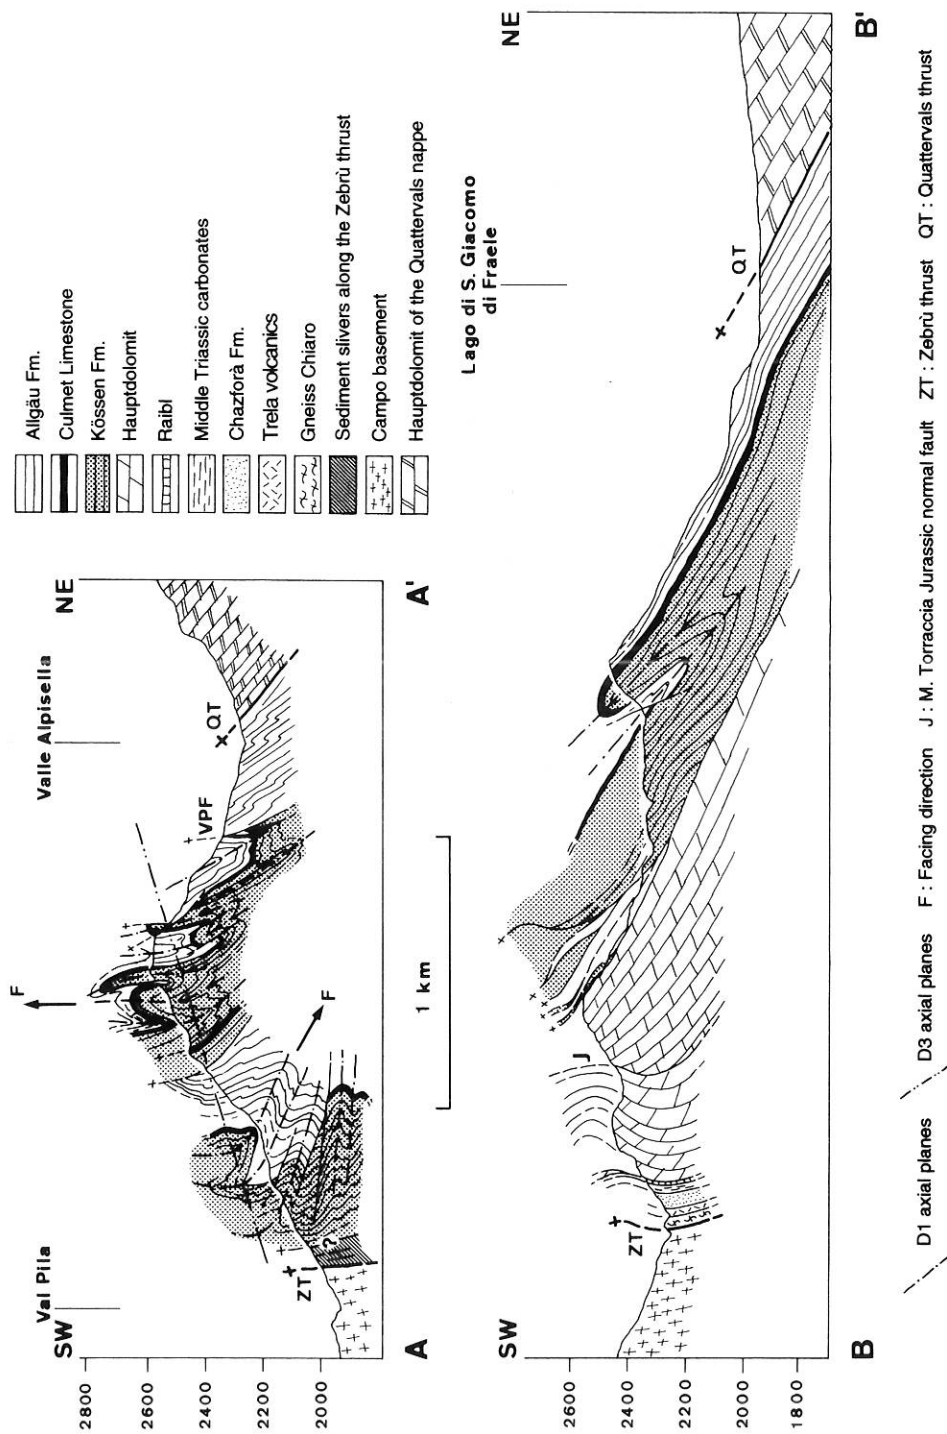 SW
Val Pila
Valle Alpisella
NE
2800
2600
2400
2200
2000
F
F
VPF
QT
ZT
?
A
A'
1 km
Allgäu Fm.
Culmet Limestone
Kössen Fm.
Hauptdolomit
Raibl
Middle Triassic carbonates
Chazforà Fm.
Trela volcanics
Gneiss Chiaro
Sediment slivers along the Zebrù thrust
Campo basement
Hauptdolomit of the Quattervals nappe
SW
Lago di S. Giacomo
di Fraele
NE
2600
2400
2200
2000
1800
ZT
J
QT
B
B'
D1 axial planes D3 axial planes F : Facing direction J : M. Torraccia Jurassic normal fault ZT : Zebrù thrust QT : Quattervals thrust